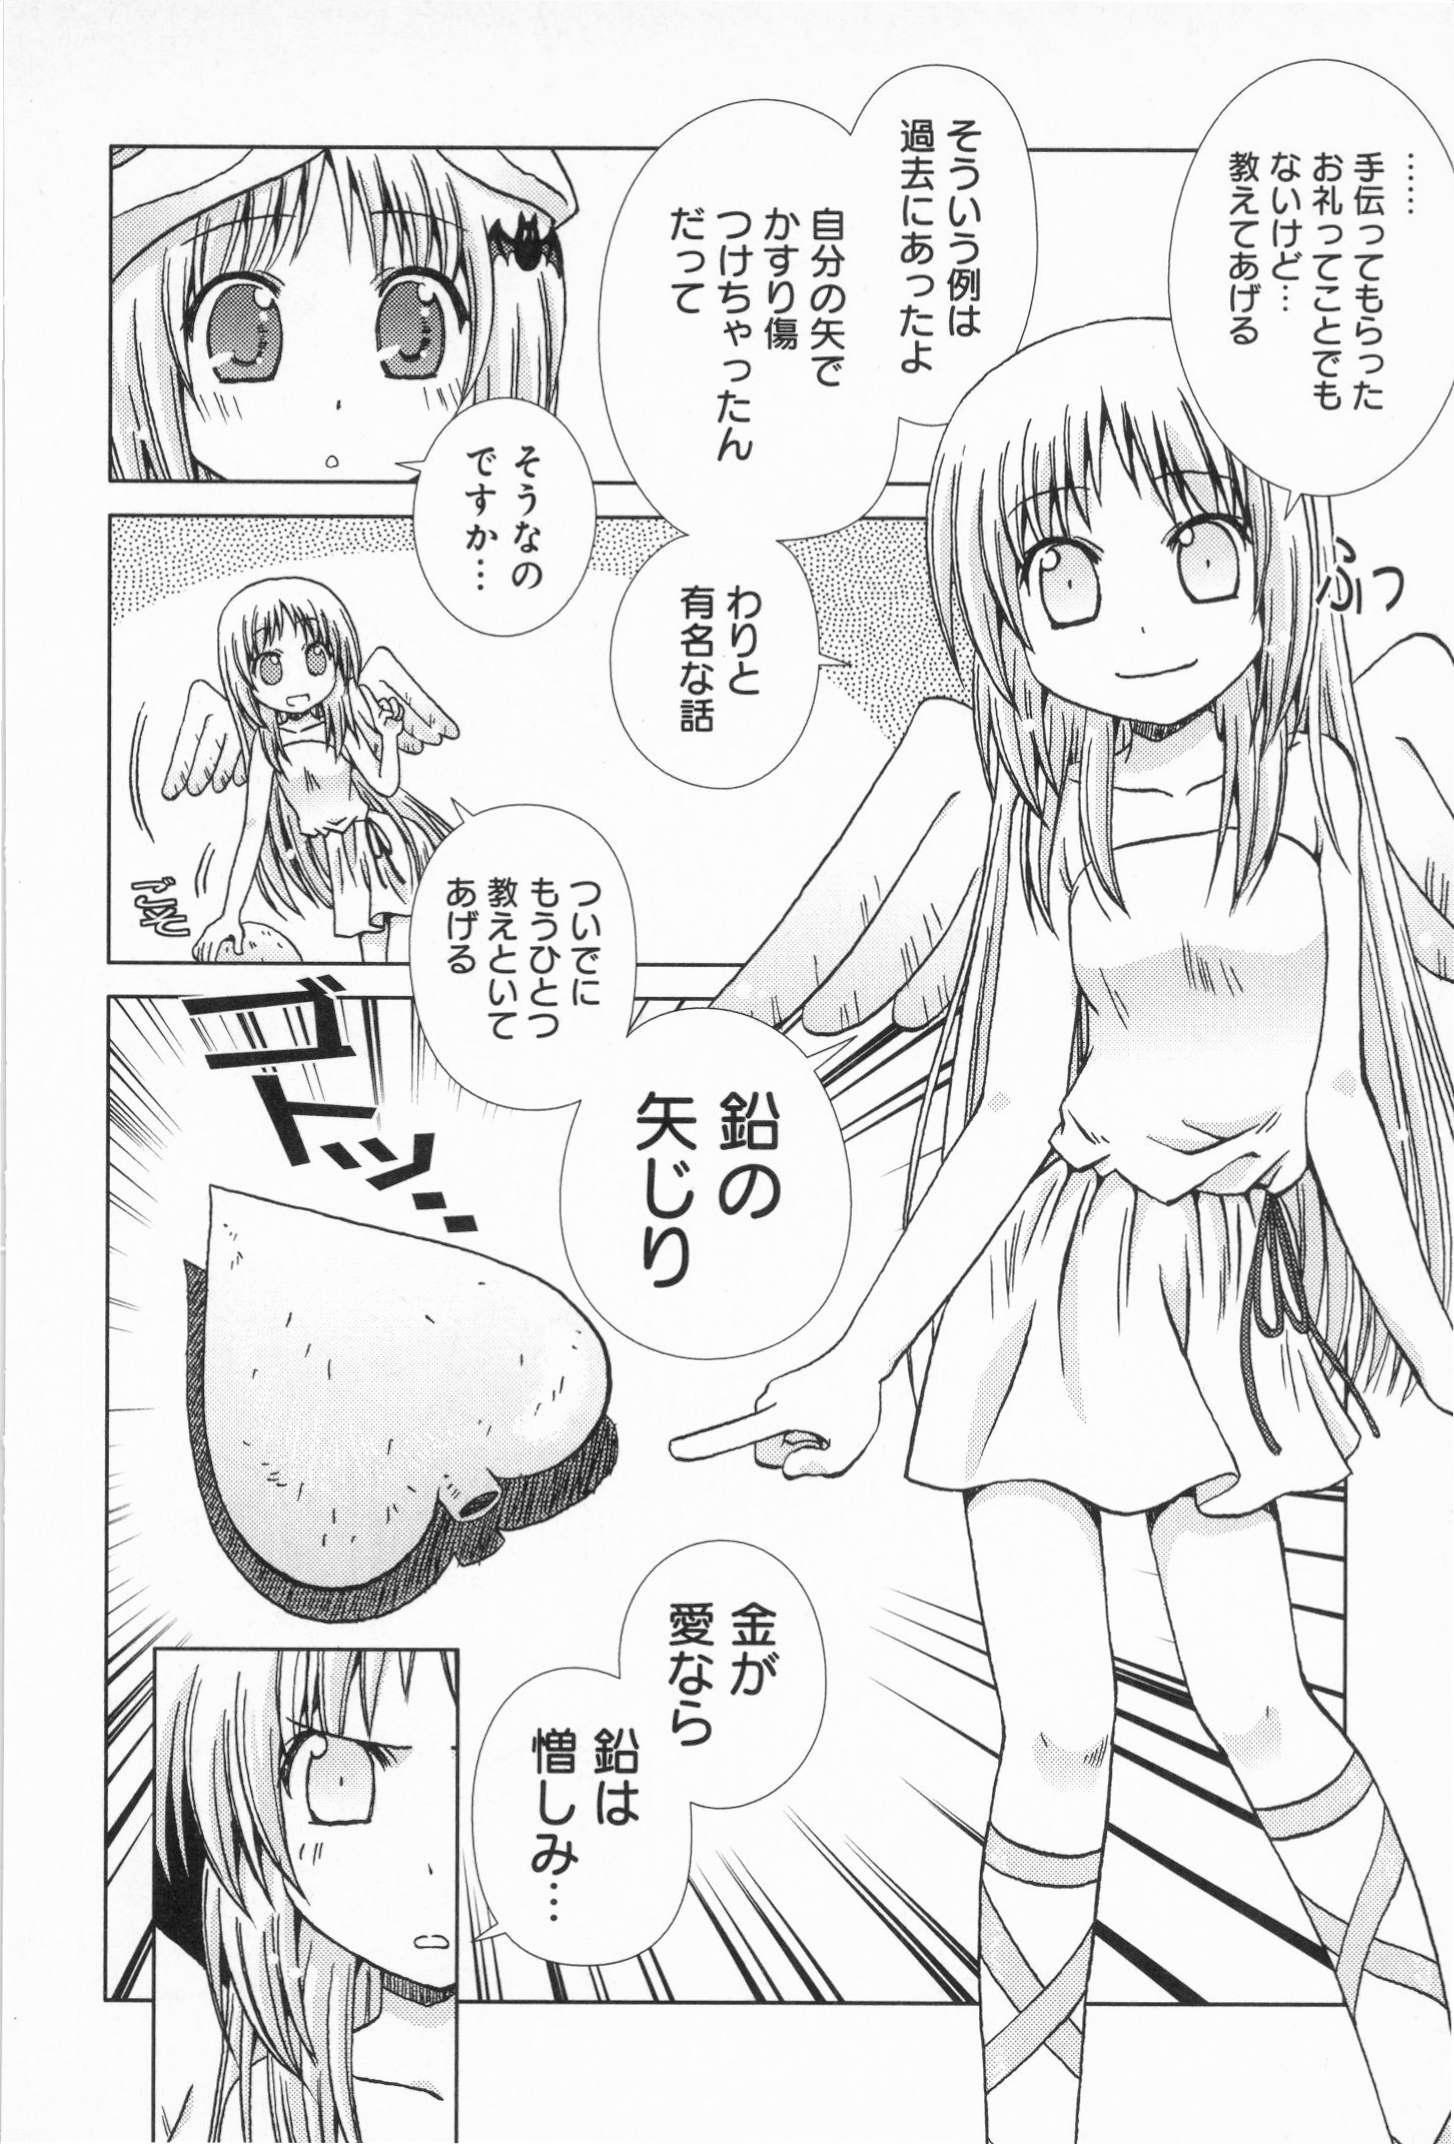 ……
手伝ってもらった
お礼ってことでも
ないけど…
教えてあげる
そういう例は
過去にあったよ
自分の矢で
かすり傷
つけちゃったん
だって
そうなの
ですか…
ふっ
わりと
有名な話
ついでに
もうひとつ
教えといて
あげる
鉛の
矢じり
ゴトッ…
金が
愛なら
鉛は
憎しみ…